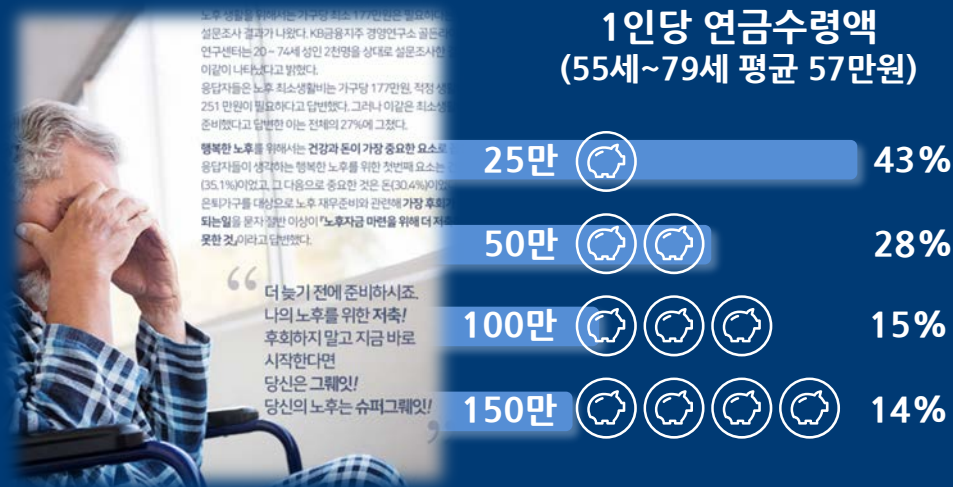 노후 생활을 위해서는 가구당 최소 177만원은 필요하다는
설문조사 결과가 나왔다. KB금융지주 경영연구소 골든라
연구센터는 20~74세 성인 2천명을 상대로 설문조사한
이같이 나타났다고 밝혔다.
응답자들은 노후 최소생활비는 가구당 177만원, 적정 생
251 만원이 필요하다고 답변했다. 그러나 이같은 최소생
준비했다고 답변한 이는 전체의 27%에 그쳤다.
행복한 노후를 위해서는 건강과 돈이 가장 중요한 요소로
응답자들이 생각하는 행복한 노후를 위한 첫번째 요소는
(35.1%)이었고, 그 다음으로 중요한 것은 돈(30.4%)이었
은퇴가구를 대상으로 노후 재무준비와 관련해 가장 후회가
되는일을 묻자 절반 이상이 『노후자금 마련을 위해 더 저축
못한 것』이라고 답변했다.
“
더 늦기 전에 준비하시죠.
나의 노후를 위한 저축!
후회하지 말고 지금 바로
시작한다면
당신은 그뤠잇!
당신의 노후는 슈퍼그뤠잇!
”
1인당 연금수령액
(55세~79세 평균 57만원)
25만 43%
50만 28%
100만 15%
150만 14%